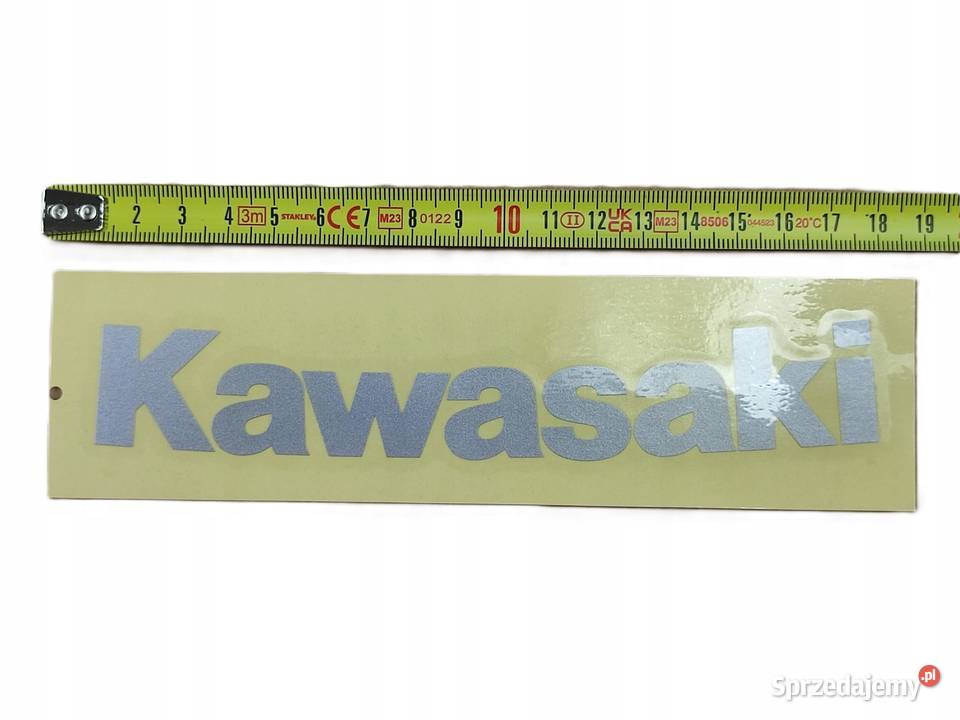 2 3 4 3m 5 STANLEY 6 CE 7 M23 8 0122 9 10 11 II 12 UK CA 13 M23 14 8506 15 044523 16 20°C 17 18 19
Kawasaki
Sprzedajemy.pl